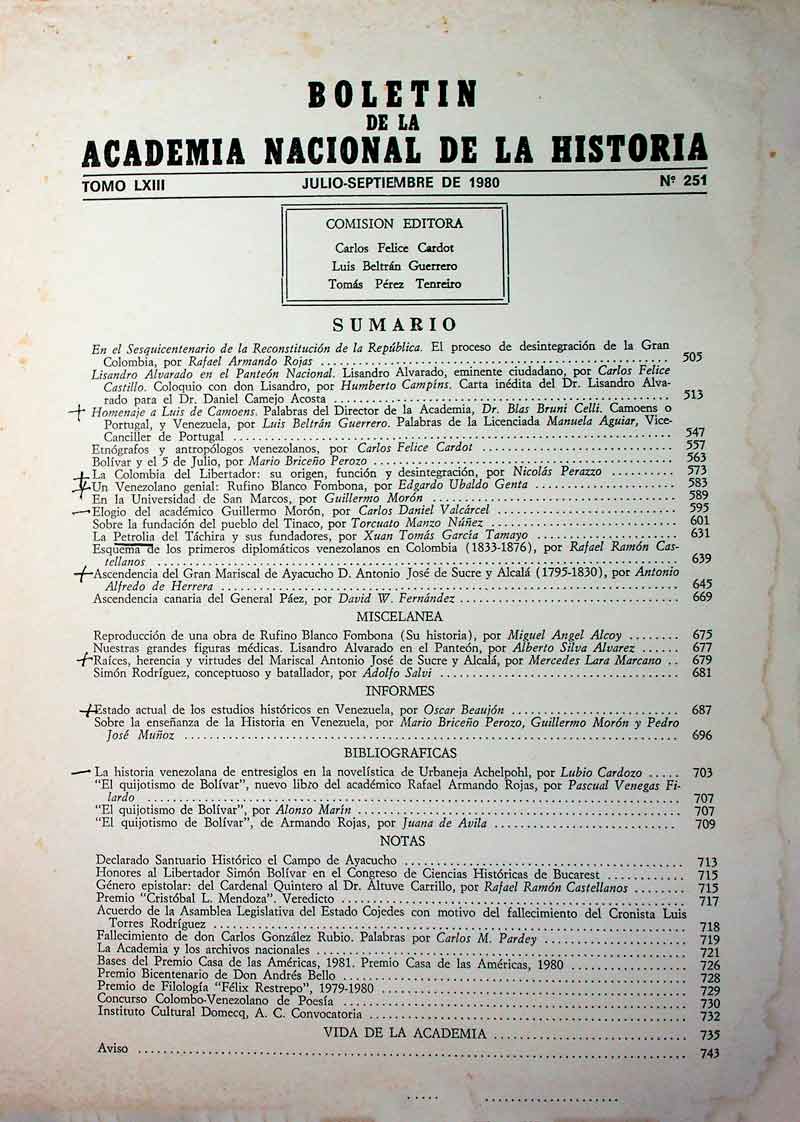 BOLETIN
DE LA
ACADEMIA NACIONAL DE LA HISTORIA
TOMO LXIII JULIO-SEPTIEMBRE DE 1980 Nº 251
COMISION EDITORA
Carlos Felice Cardot
Luis Beltrán Guerrero
Tomás Pérez Tenreiro
SUMARIO
En el Sesquicentenario de la Reconstitución de la República. El proceso de desintegración de la Gran
Colombia, por Rafael Armando Rojas ........ 505
Lisandro Alvarado en el Panteón Nacional. Lisandro Alvarado, eminente ciudadano, por Carlos Felice
Castillo. Coloquio con don Lisandro, por Humberto Campíns. Carta inédita del Dr. Lisandro Alva-
rado para el Dr. Daniel Camejo Acosta ........ 513
Homenaje a Luis de Camoens. Palabras del Director de la Academia, Dr. Blas Bruni Celli. Camoens o
Portugal, y Venezuela, por Luis Beltrán Guerrero. Palabras de la Licenciada Manuela Aguiar, Vice-
Canciller de Portugal ........ 547
Etnógrafos y antropólogos venezolanos, por Carlos Felice Cardot ........ 557
Bolívar y el 5 de Julio, por Mario Briceño Perozo ........ 563
La Colombia del Libertador: su origen, función y desintegración, por Nicolás Perazzo ........ 573
Un Venezolano genial: Rufino Blanco Fombona, por Edgardo Ubaldo Genta ........ 583
En la Universidad de San Marcos, por Guillermo Morón ........ 589
Elogio del académico Guillermo Morón, por Carlos Daniel Valcárcel ........ 595
Sobre la fundación del pueblo del Tinaco, por Torcuato Manzo Núñez ........ 601
La Petrolia del Táchira y sus fundadores, por Xuan Tomás García Tamayo ........ 631
Esquema de los primeros diplomáticos venezolanos en Colombia (1833-1876), por Rafael Ramón Cas-
tellanos ........ 639
Ascendencia del Gran Mariscal de Ayacucho D. Antonio José de Sucre y Alcalá (1795-1830), por Antonio
Alfredo de Herrera ........ 645
Ascendencia canaria del General Páez, por David W. Fernández ........ 669
MISCELANEA
Reproducción de una obra de Rufino Blanco Fombona (Su historia), por Miguel Angel Alcoy ........ 675
Nuestras grandes figuras médicas. Lisandro Alvarado en el Panteón, por Alberto Silva Alvarez ...... 677
Raíces, herencia y virtudes del Mariscal Antonio José de Sucre y Alcalá, por Mercedes Lara Marcano .. 679
Simón Rodríguez, conceptuoso y batallador, por Adolfo Salvi ........ 681
INFORMES
Estado actual de los estudios históricos en Venezuela, por Oscar Beaujón ........ 687
Sobre la enseñanza de la Historia en Venezuela, por Mario Briceño Perozo, Guillermo Morón y Pedro
José Muñoz ........ 696
BIBLIOGRAFICAS
La historia venezolana de entresiglos en la novelística de Urbaneja Achelpohl, por Lubio Cardozo ..... 703
"El quijotismo de Bolívar", nuevo libro del académico Rafael Armando Rojas, por Pascual Venegas Fi-
lardo ........ 707
"El quijotismo de Bolívar", por Alonso Marín ........ 707
"El quijotismo de Bolívar", de Armando Rojas, por Juana de Avila ........ 709
NOTAS
Declarado Santuario Histórico el Campo de Ayacucho ........ 713
Honores al Libertador Simón Bolívar en el Congreso de Ciencias Históricas de Bucarest ........ 715
Género epistolar: del Cardenal Quintero al Dr. Altuve Carrillo, por Rafael Ramón Castellanos ........ 715
Premio "Cristóbal L. Mendoza". Veredicto ........ 717
Acuerdo de la Asamblea Legislativa del Estado Cojedes con motivo del fallecimiento del Cronista Luis
Torres Rodríguez ........ 718
Fallecimiento de don Carlos González Rubio. Palabras por Carlos M. Pardey ........ 719
La Academia y los archivos nacionales ........ 721
Bases del Premio Casa de las Américas, 1981. Premio Casa de las Américas, 1980 ........ 726
Premio Bicentenario de Don Andrés Bello ........ 728
Premio de Filología "Félix Restrepo", 1979-1980 ........ 729
Concurso Colombo-Venezolano de Poesía ........ 730
Instituto Cultural Domecq, A. C. Convocatoria ........ 732
VIDA DE LA ACADEMIA ........ 735
Aviso ........ 743